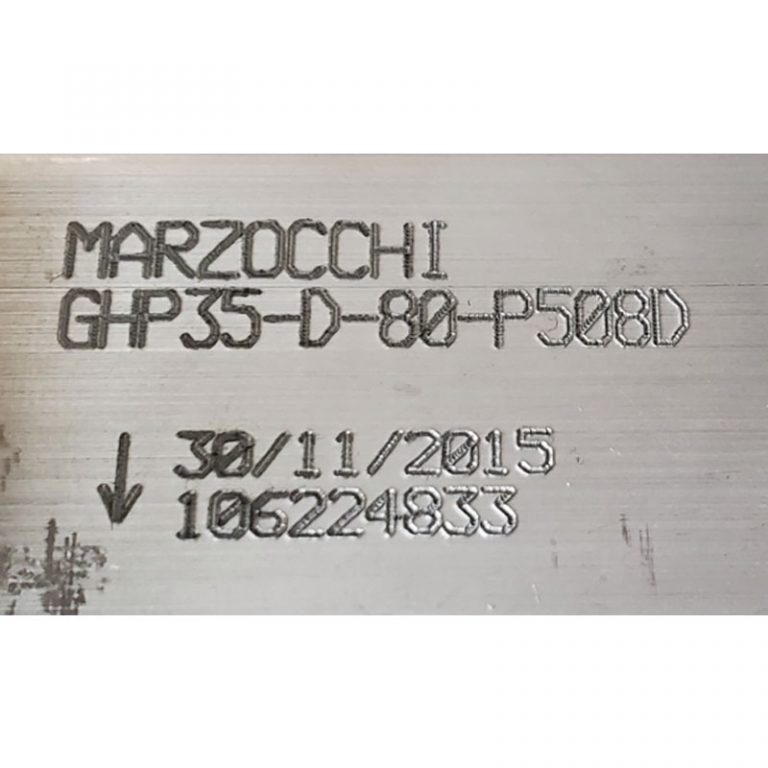 MARZOCCHI
GHP35-D-80-P508D
↓ 30/11/2015
106224833